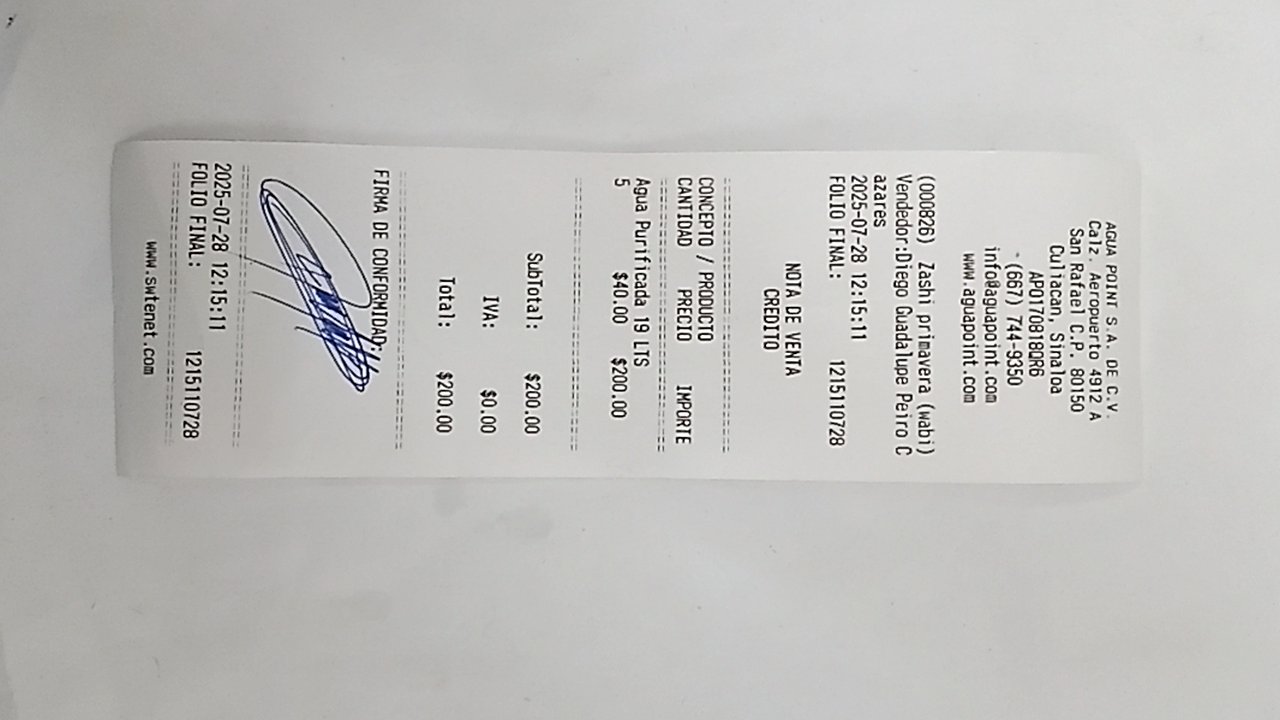 AGUA POINT S.A. DE C.V.
Calz. Aeropuerto 4912 A
San Rafael C.P. 80150
Culiacan, Sinaloa
APO170818QR6
- (667) 744-9350
info@aguapoint.com
www.aguapoint.com
(000826) Zashi primavera (wabi)
Vendedor:Diego Guadalupe Peiro C
azares
2025-07-28 12:15:11
FOLIO FINAL: 1215110728
NOTA DE VENTA
CREDITO
CONCEPTO / PRODUCTO
CANTIDAD PRECIO IMPORTE
Agua Purificada 19 LTS
5 $40.00 $200.00
SubTotal: $200.00
IVA: $0.00
Total: $200.00
FIRMA DE CONFORMIDAD:
2025-07-28 12:15:11
FOLIO FINAL: 1215110728
www.swtenet.com